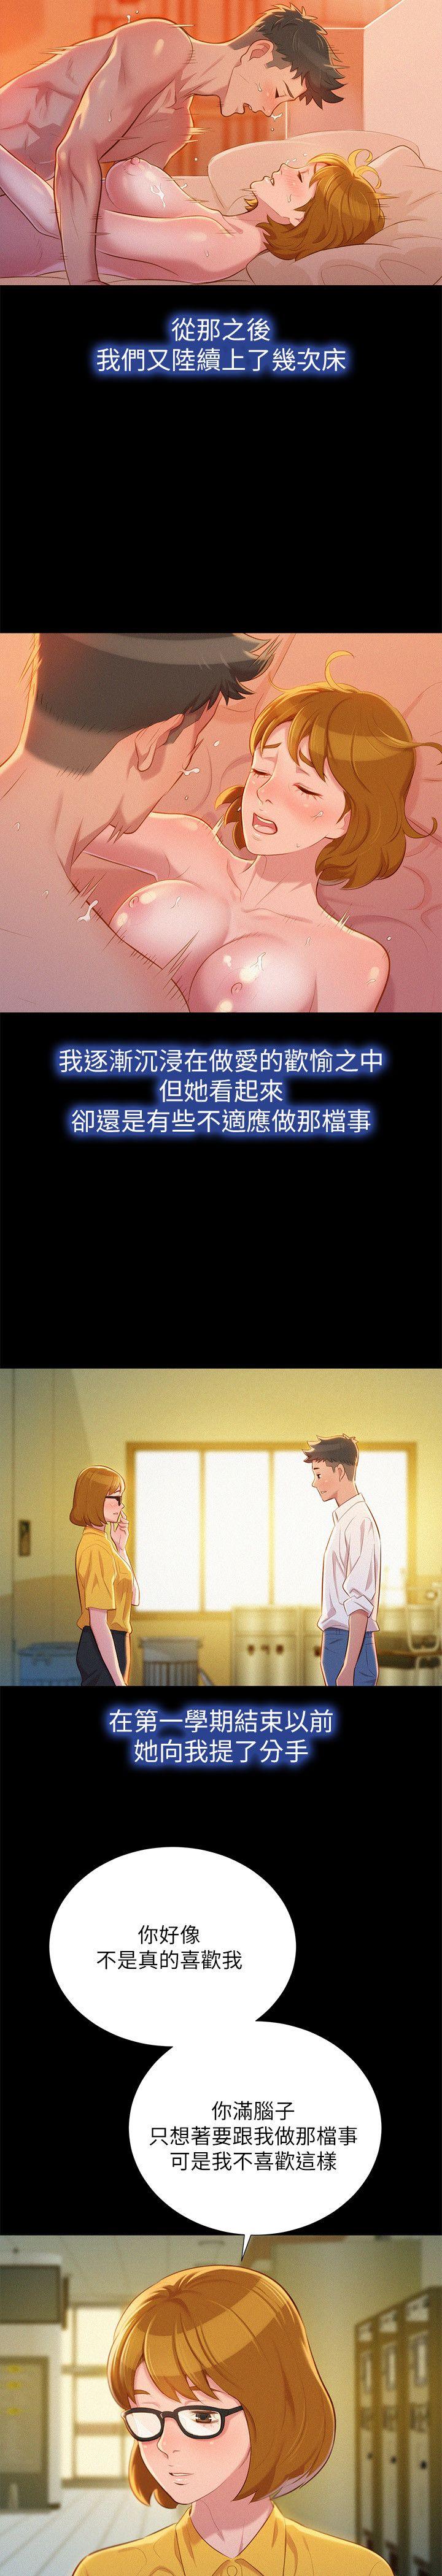 從那之後
我們又陸續上了幾次床
我逐漸沉浸在做愛的歡愉之中
但她看起來
卻還是有些不適應做那檔事
在第一學期結束以前
她向我提了分手
你好像
不是真的喜歡我
你滿腦子
只想著要跟我做那檔事
可是我不喜歡這樣